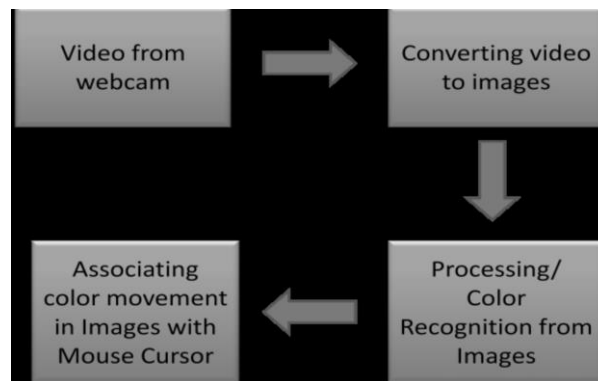 Video from
webcam
Converting video
to images
Processing/
Color
Recognition from
Images
Associating
color movement
in Images with
Mouse Cursor